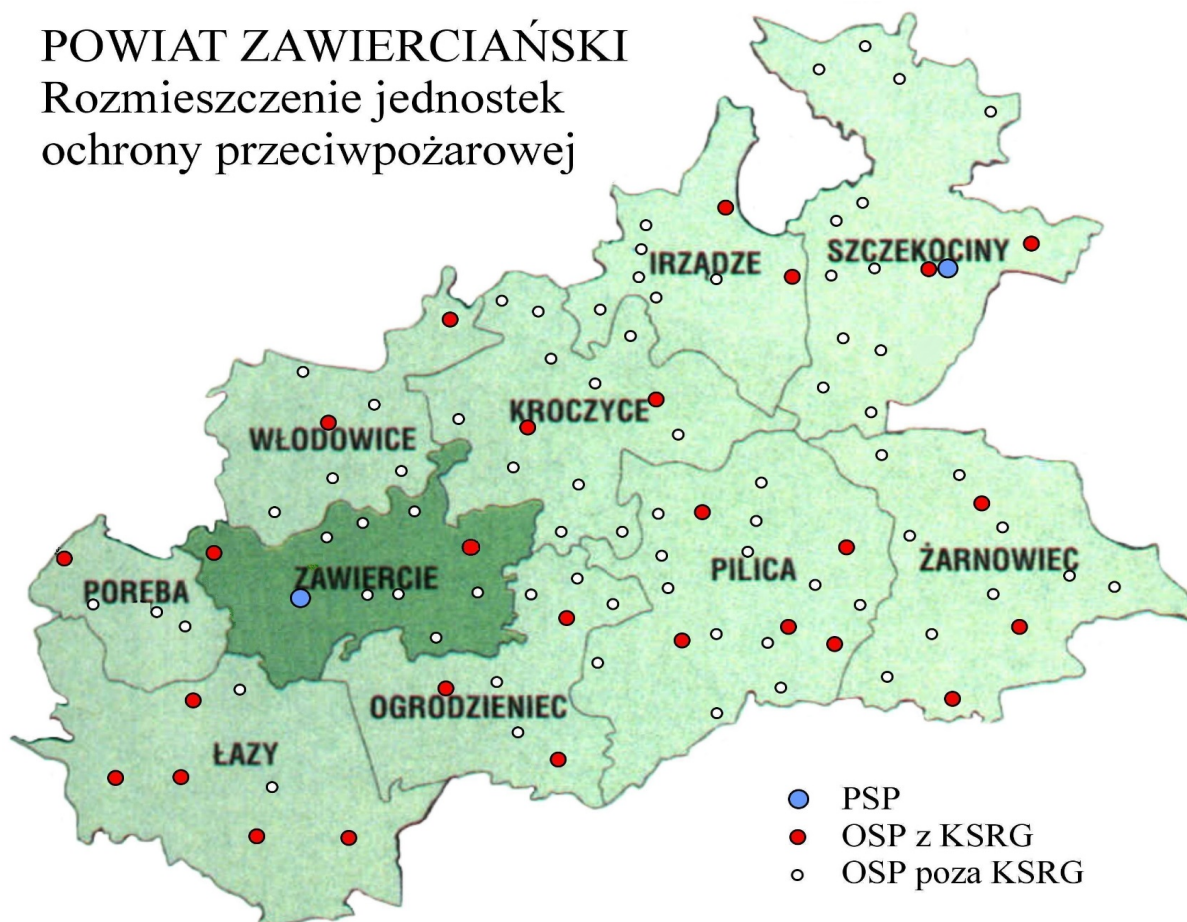 POWIAT ZAWIERCIAŃSKI
Rozmieszczenie jednostek
ochrony przeciwpożarowej
SZCZEKOCINY
IRZĄDZE
KROCZYCE
WŁODOWICE
ŻARNOWIEC
PILICA
ZAWIERCIE
POREBA
OGRODZIENIEC
ŁAZY
PSP
OSP z KSRG
OSP poza KSRG